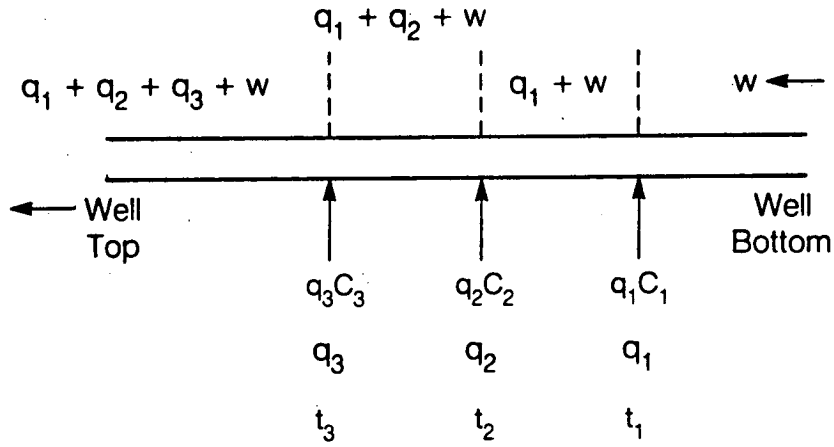 q₁ + q₂ + w
q₁ + q₂ + q₃ + w
q₁ + w
w
Well
Top
Well
Bottom
q₃C₃
q₂C₂
q₁C₁
q₃
q₂
q₁
t₃
t₂
t₁